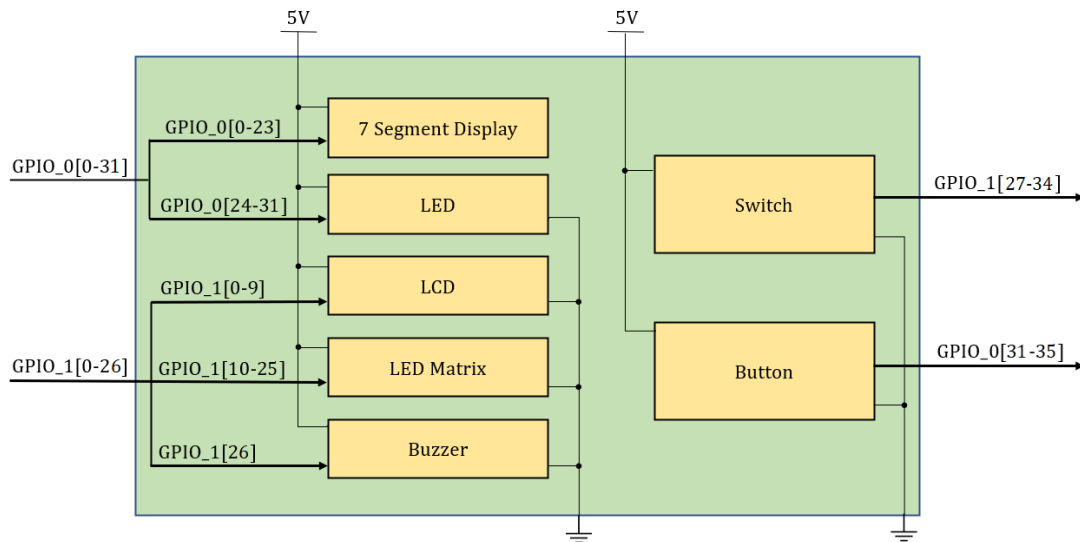 5V
5V
GPIO_0[0-31]
GPIO_0[0-23]
7 Segment Display
GPIO_0[24-31]
LED
GPIO_1[0-9]
LCD
GPIO_1[0-26]
GPIO_1[10-25]
LED Matrix
GPIO_1[26]
Buzzer
Switch
GPIO_1[27-34]
Button
GPIO_0[31-35]